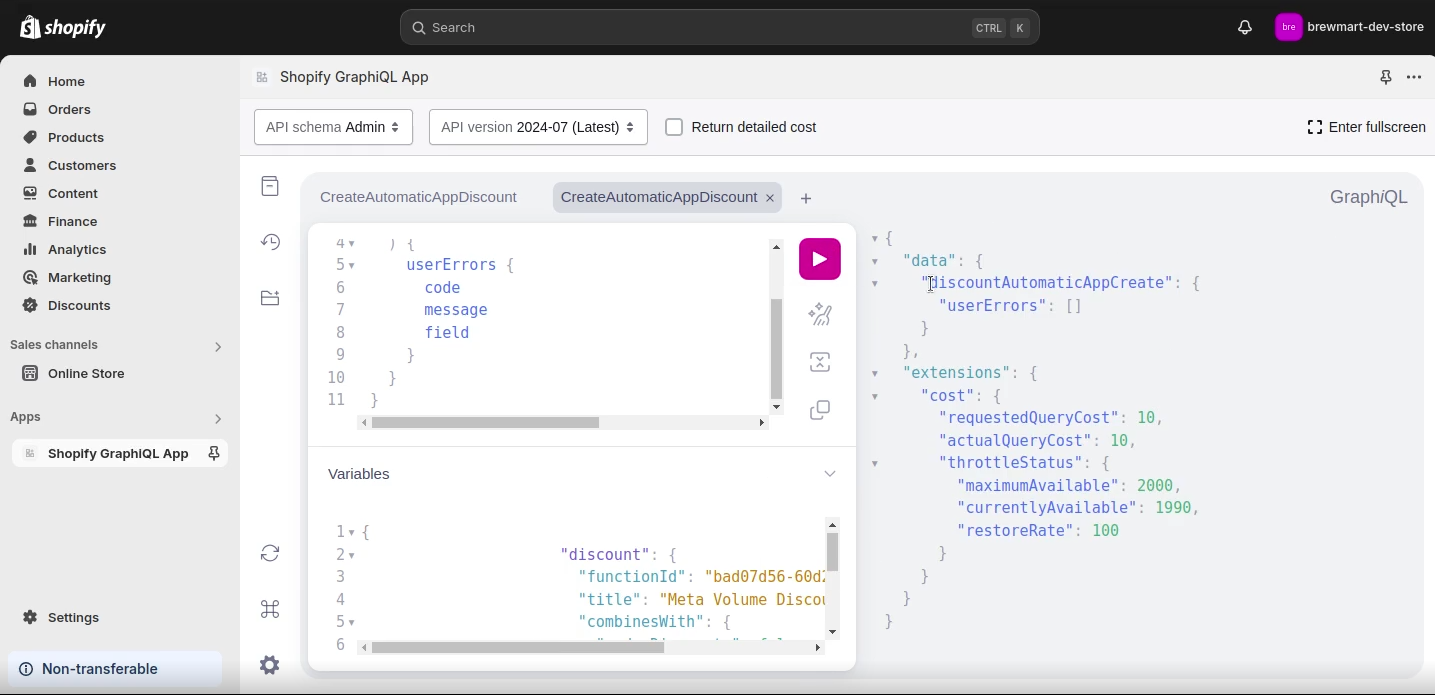 shopify
Search CTRL K
bre brewmart-dev-store
Home
Orders
Products
Customers
Content
Finance
Analytics
Marketing
Discounts
Sales channels
Online Store
Apps
Shopify GraphiQL App
Settings
Non-transferable
Shopify GraphiQL App
API schema Admin
API version 2024-07 (Latest)
Return detailed cost
Enter fullscreen
CreateAutomaticAppDiscount
CreateAutomaticAppDiscount ×
+
GraphiQL
4 ) {
5 userErrors {
6 code
7 message
8 field
9 }
10 }
11 }
Variables
1 {
2 "discount": {
3 "functionId": "bad07d56-60d2
4 "title": "Meta Volume Discou
5 "combinesWith": {
6
{
"data": {
"discountAutomaticAppCreate": {
"userErrors": []
}
},
"extensions": {
"cost": {
"requestedQueryCost": 10,
"actualQueryCost": 10,
"throttleStatus": {
"maximumAvailable": 2000,
"currentlyAvailable": 1990,
"restoreRate": 100
}
}
}
}